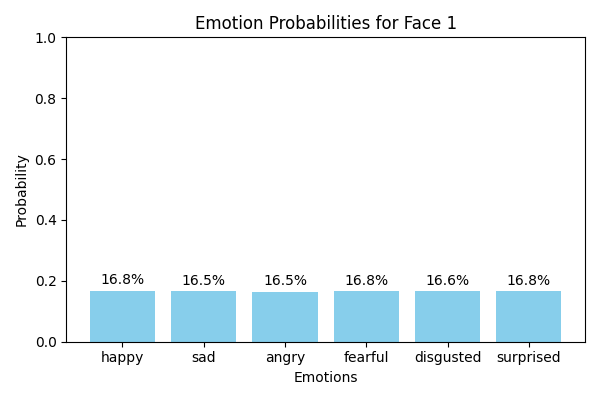 Emotion Probabilities for Face 1
1.0
0.8
0.6
0.4
0.2
0.0
Probability
16.8% 16.5% 16.5% 16.8% 16.6% 16.8%
happy sad angry fearful disgusted surprised
Emotions